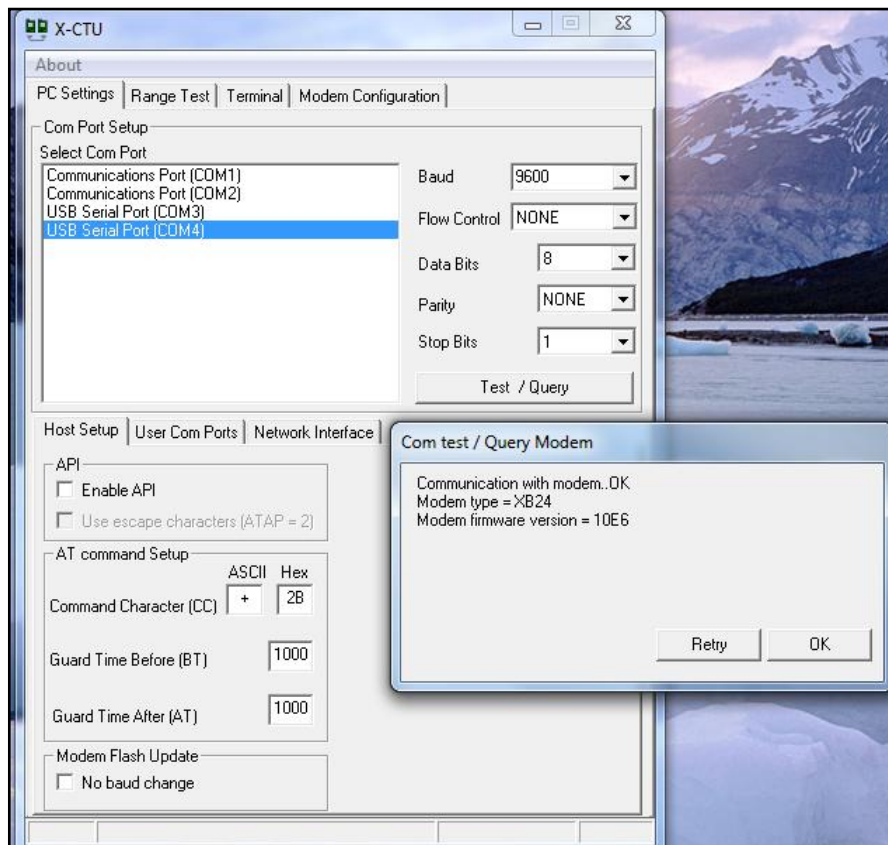 X-CTU
About
PC Settings Range Test Terminal Modem Configuration
Com Port Setup
Select Com Port
Communications Port (COM1)
Communications Port (COM2)
USB Serial Port (COM3)
USB Serial Port (COM4)
Baud 9600
Flow Control NONE
Data Bits 8
Parity NONE
Stop Bits 1
Test / Query
Host Setup User Com Ports Network Interface
API
Enable API
Use escape characters (ATAP = 2)
AT command Setup
ASCII Hex
Command Character (CC) + 2B
Guard Time Before (BT) 1000
Guard Time After (AT) 1000
Modem Flash Update
No baud change
Com test / Query Modem
Communication with modem..OK
Modem type = XB24
Modem firmware version = 10E6
Retry OK